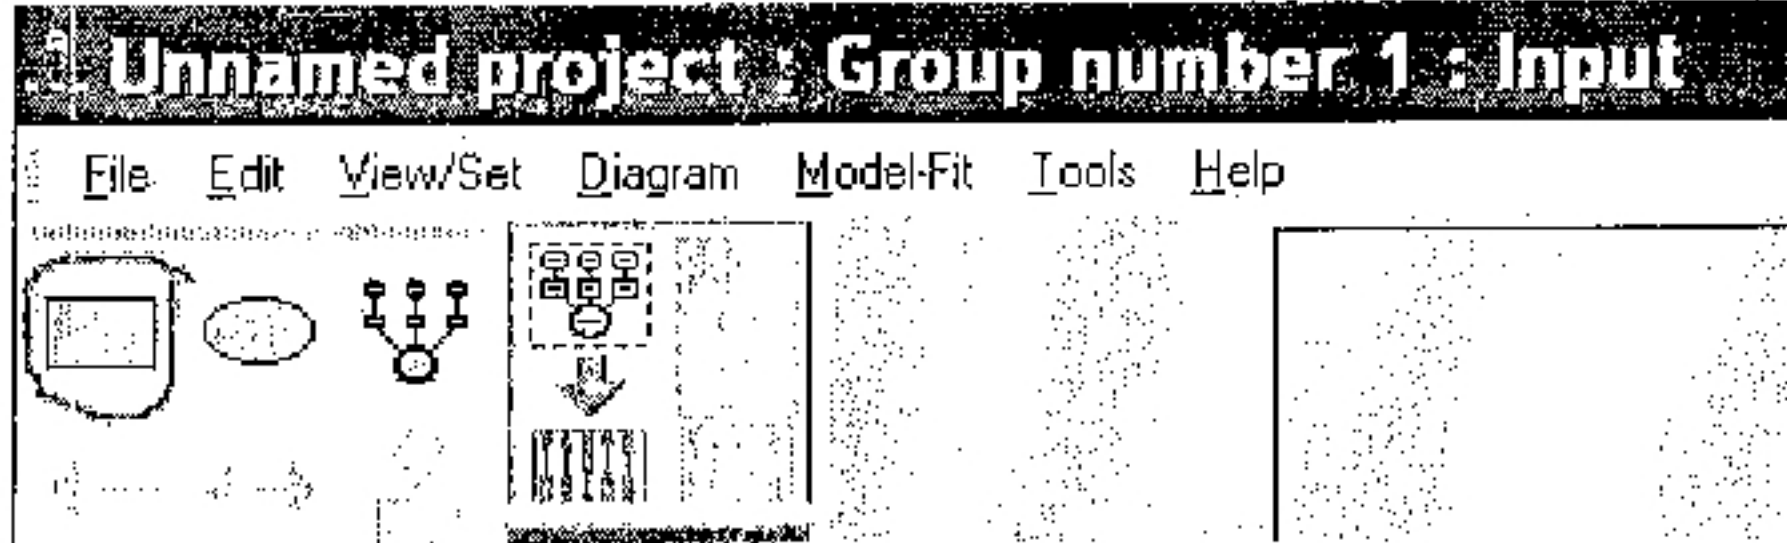 Unnamed project : Group number 1 : Input
File Edit View/Set Diagram Model-Fit Tools Help